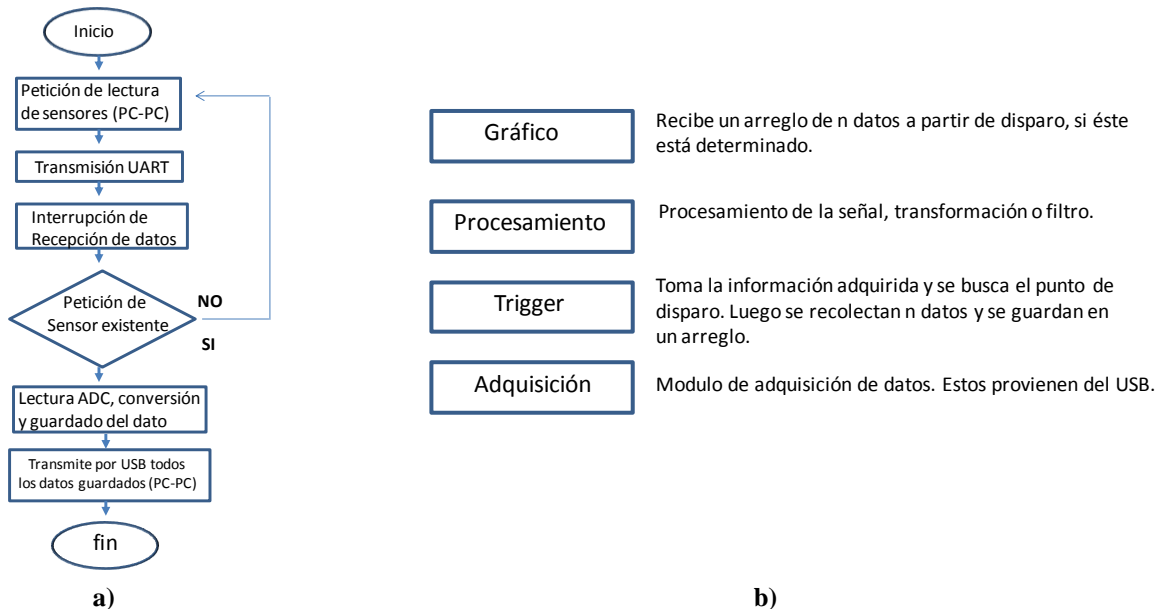 Inicio
Petición de lectura
de sensores (PC-PC)
Transmisión UART
Interrupción de
Recepción de datos
Petición de
Sensor existente
NO
SI
Lectura ADC, conversión
y guardado del dato
Transmite por USB todos
los datos guardados (PC-PC)
fin
a)
Gráfico
Recibe un arreglo de n datos a partir de disparo, si éste
está determinado.
Procesamiento
Procesamiento de la señal, transformación o filtro.
Trigger
Toma la información adquirida y se busca el punto de
disparo. Luego se recolectan n datos y se guardan en
un arreglo.
Adquisición
Modulo de adquisición de datos. Estos provienen del USB.
b)